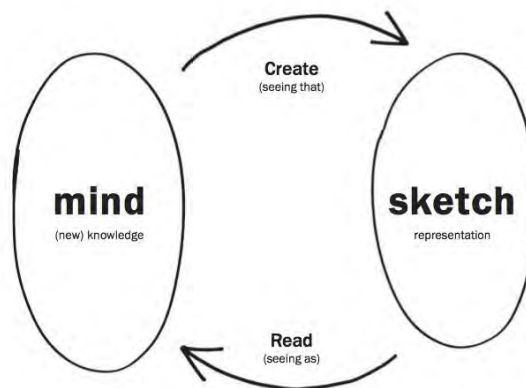 Create
(seeing that)
mind
(new) knowledge
sketch
representation
Read
(seeing as)